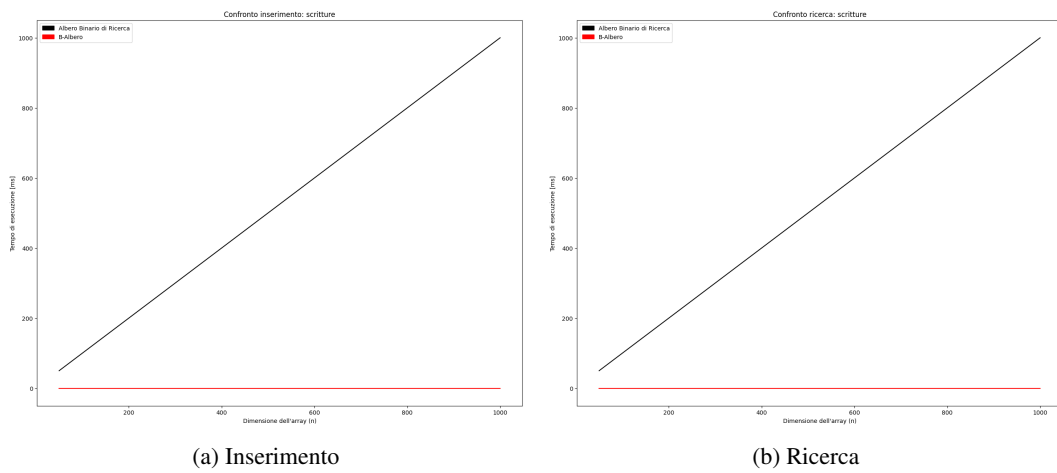 Confronto inserimento: scritture
Albero Binario di Ricerca
B-Albero
1000
800
600
400
200
0
Tempo di esecuzione [ms]
200
400
600
800
1000
Dimensione dell'array (n)
(a) Inserimento
Confronto ricerca: scritture
Albero Binario di Ricerca
B-Albero
1000
800
600
400
200
0
Tempo di esecuzione [ms]
200
400
600
800
1000
Dimensione dell'array (n)
(b) Ricerca